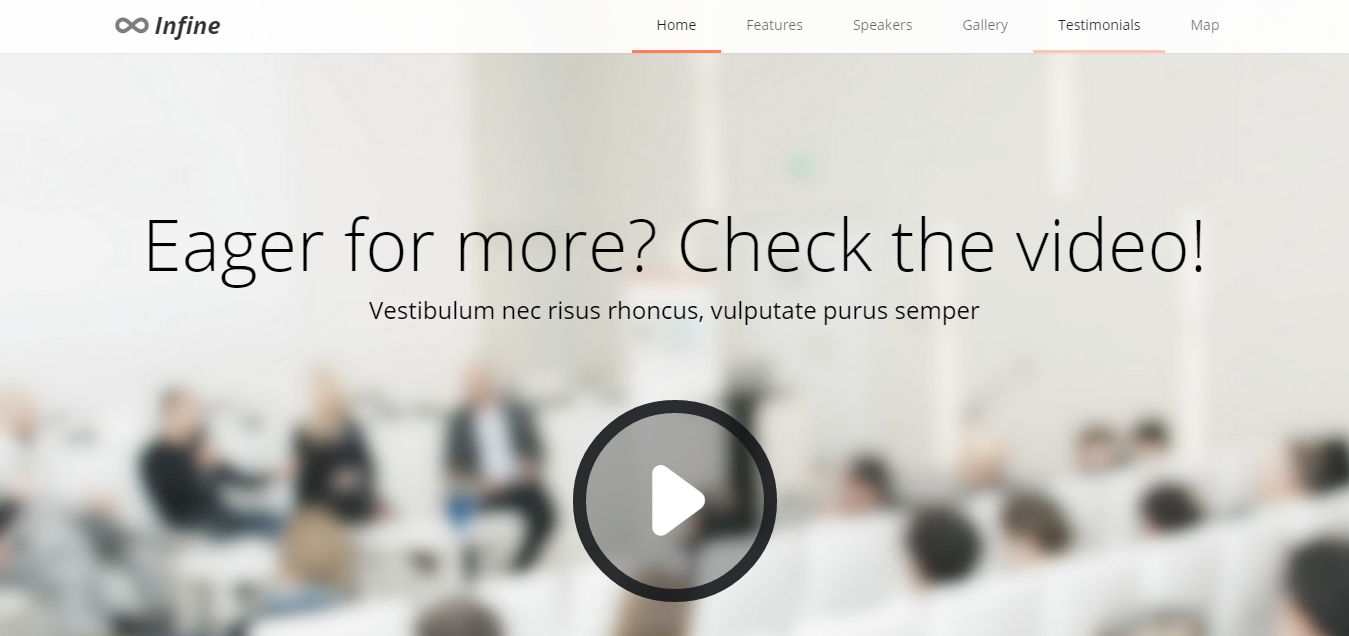 Infine
Home Features Speakers Gallery Testimonials Map
Eager for more? Check the video!
Vestibulum nec risus rhoncus, vulputate purus semper